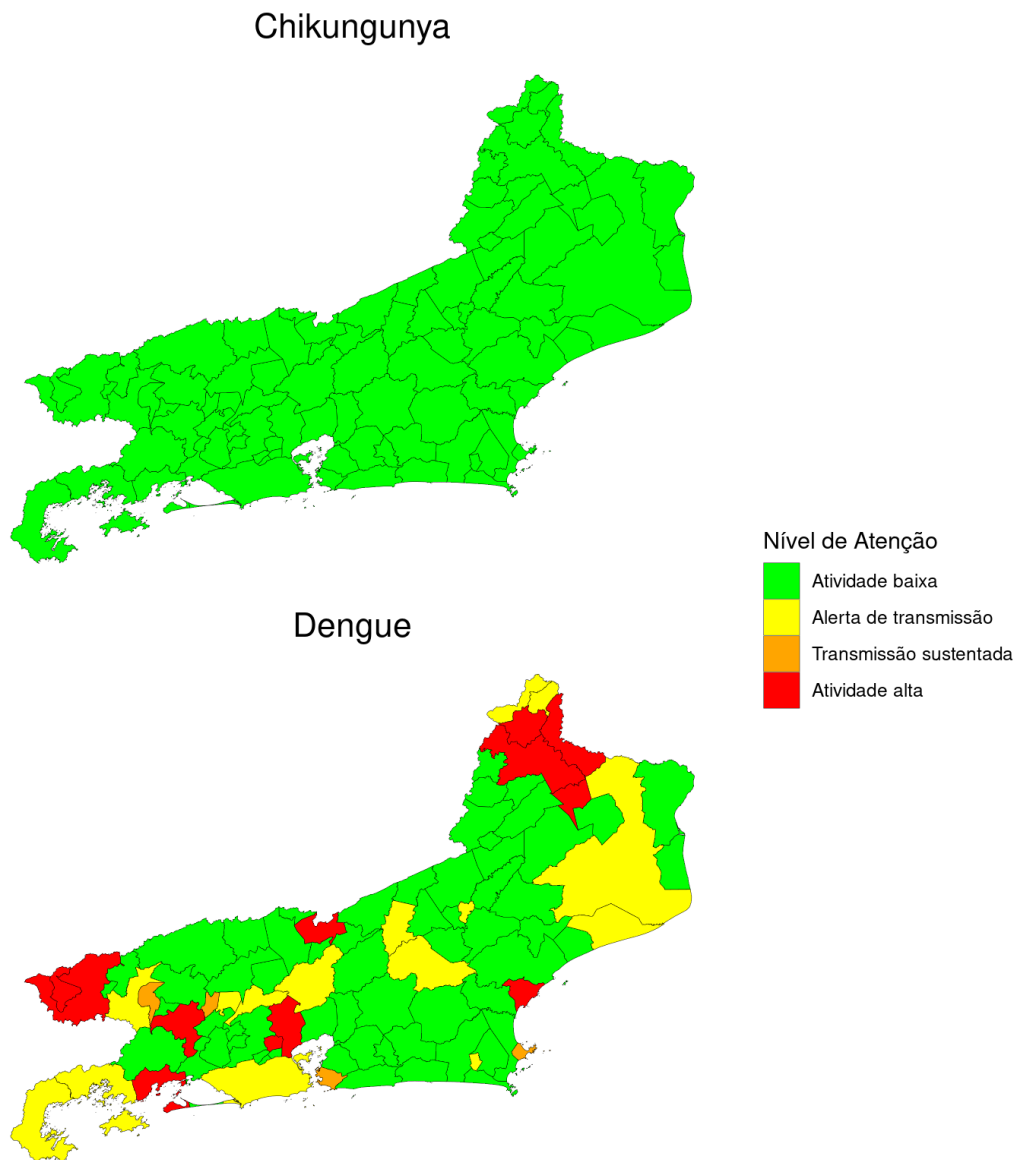 Chikungunya
Nível de Atenção
Atividade baixa
Alerta de transmissão
Transmissão sustentada
Atividade alta
Dengue